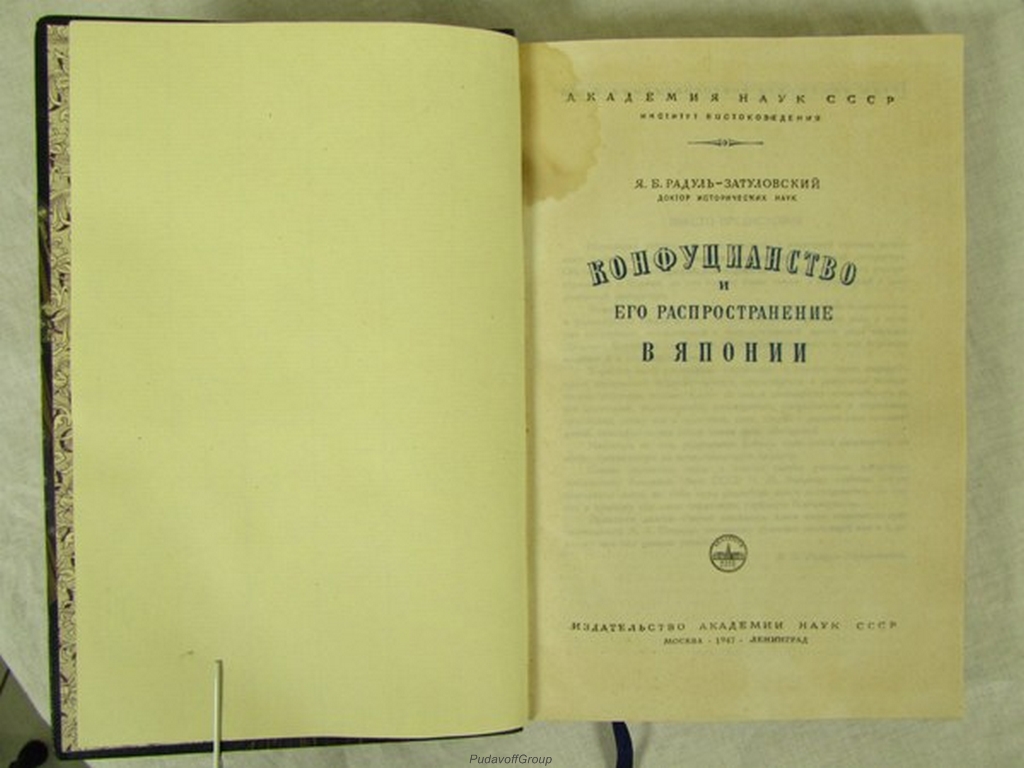 АКАДЕМИЯ НАУК СССР
ИНСТИТУТ ВОСТОКОВЕДЕНИЯ
Я. Б. РАДУЛЬ-ЗАТУЛОВСКИЙ
ДОКТОР ИСТОРИЧЕСКИХ НАУК
КОНФУЦИАНСТВО
И
ЕГО РАСПРОСТРАНЕНИЕ
В ЯПОНИИ
ИЗДАТЕЛЬСТВО АКАДЕМИИ НАУК СССР
МОСКВА · 1947 · ЛЕНИНГРАД
PudavoffGroup